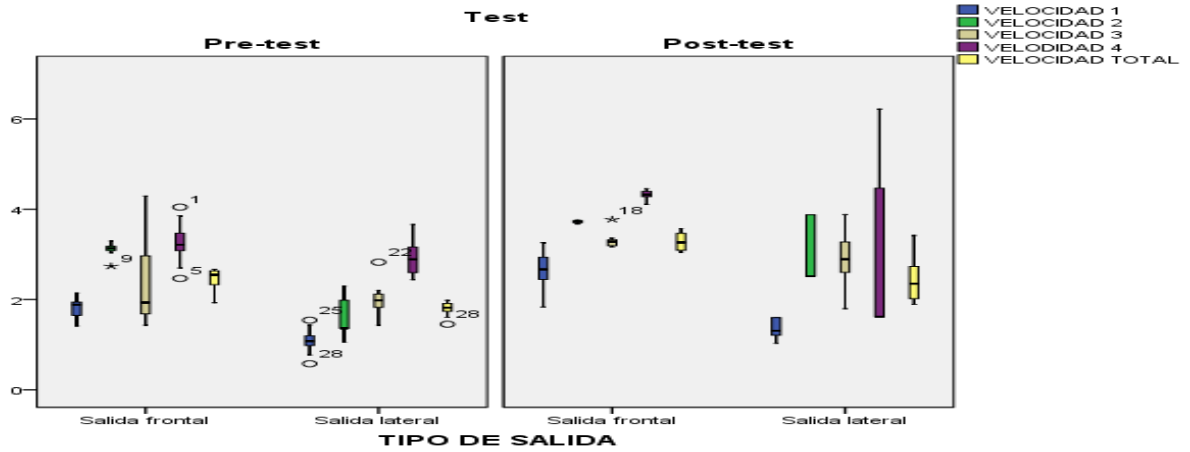 Test
Pre-test
Post-test
VELOCIDAD 1
VELOCIDAD 2
VELOCIDAD 3
VELODIDAD 4
VELOCIDAD TOTAL
6
4
2
0
1
9
5
22
25
28
28
18
Salida frontal
Salida lateral
Salida frontal
Salida lateral
TIPO DE SALIDA